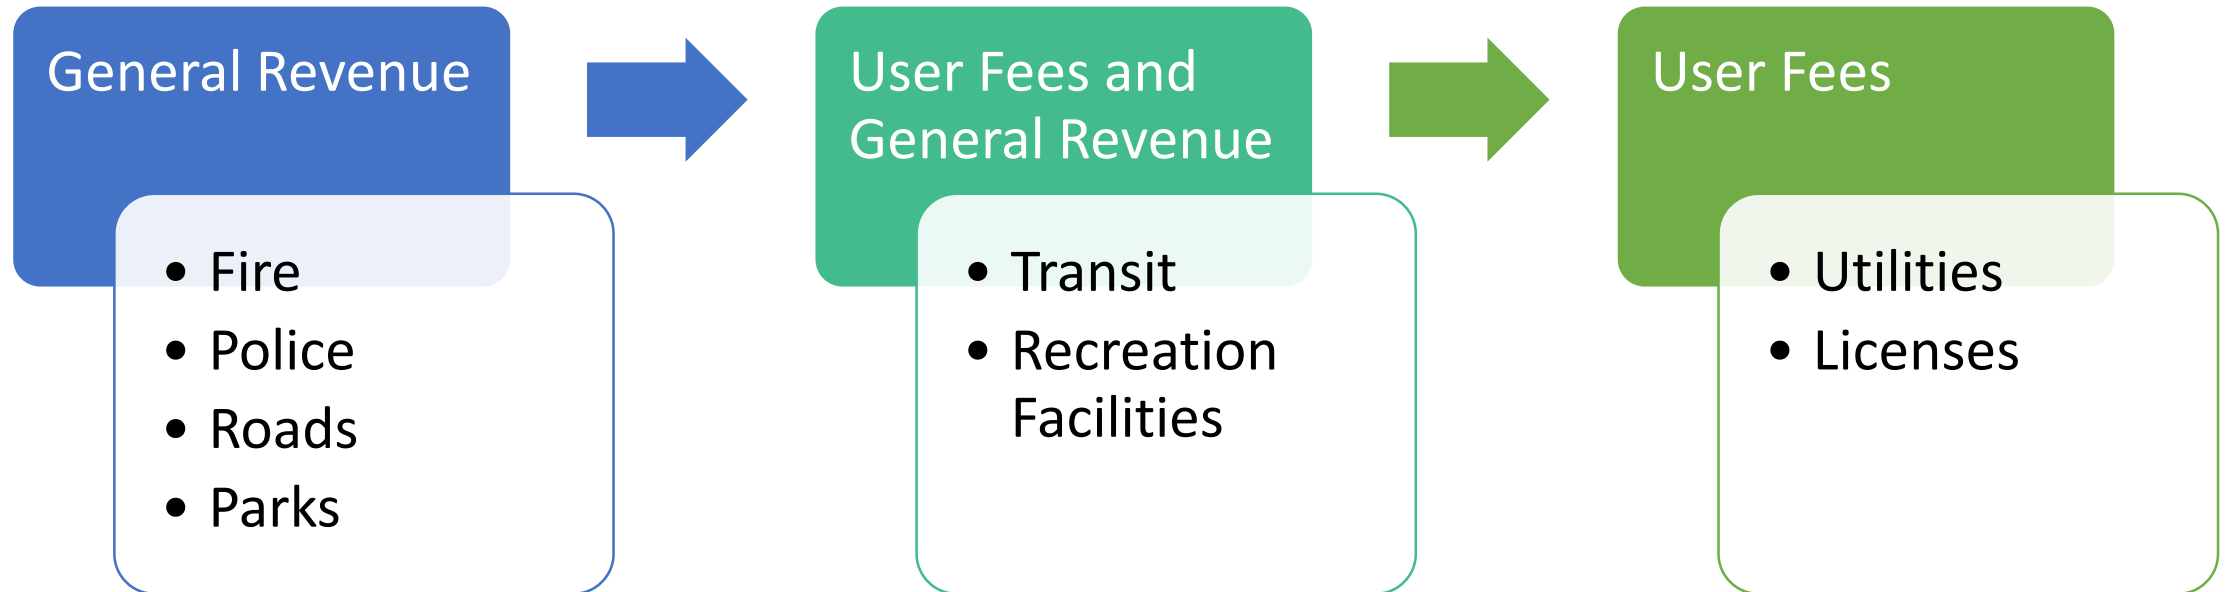 General Revenue
• Fire
• Police
• Roads
• Parks
User Fees and
General Revenue
• Transit
• Recreation
Facilities
User Fees
• Utilities
• Licenses